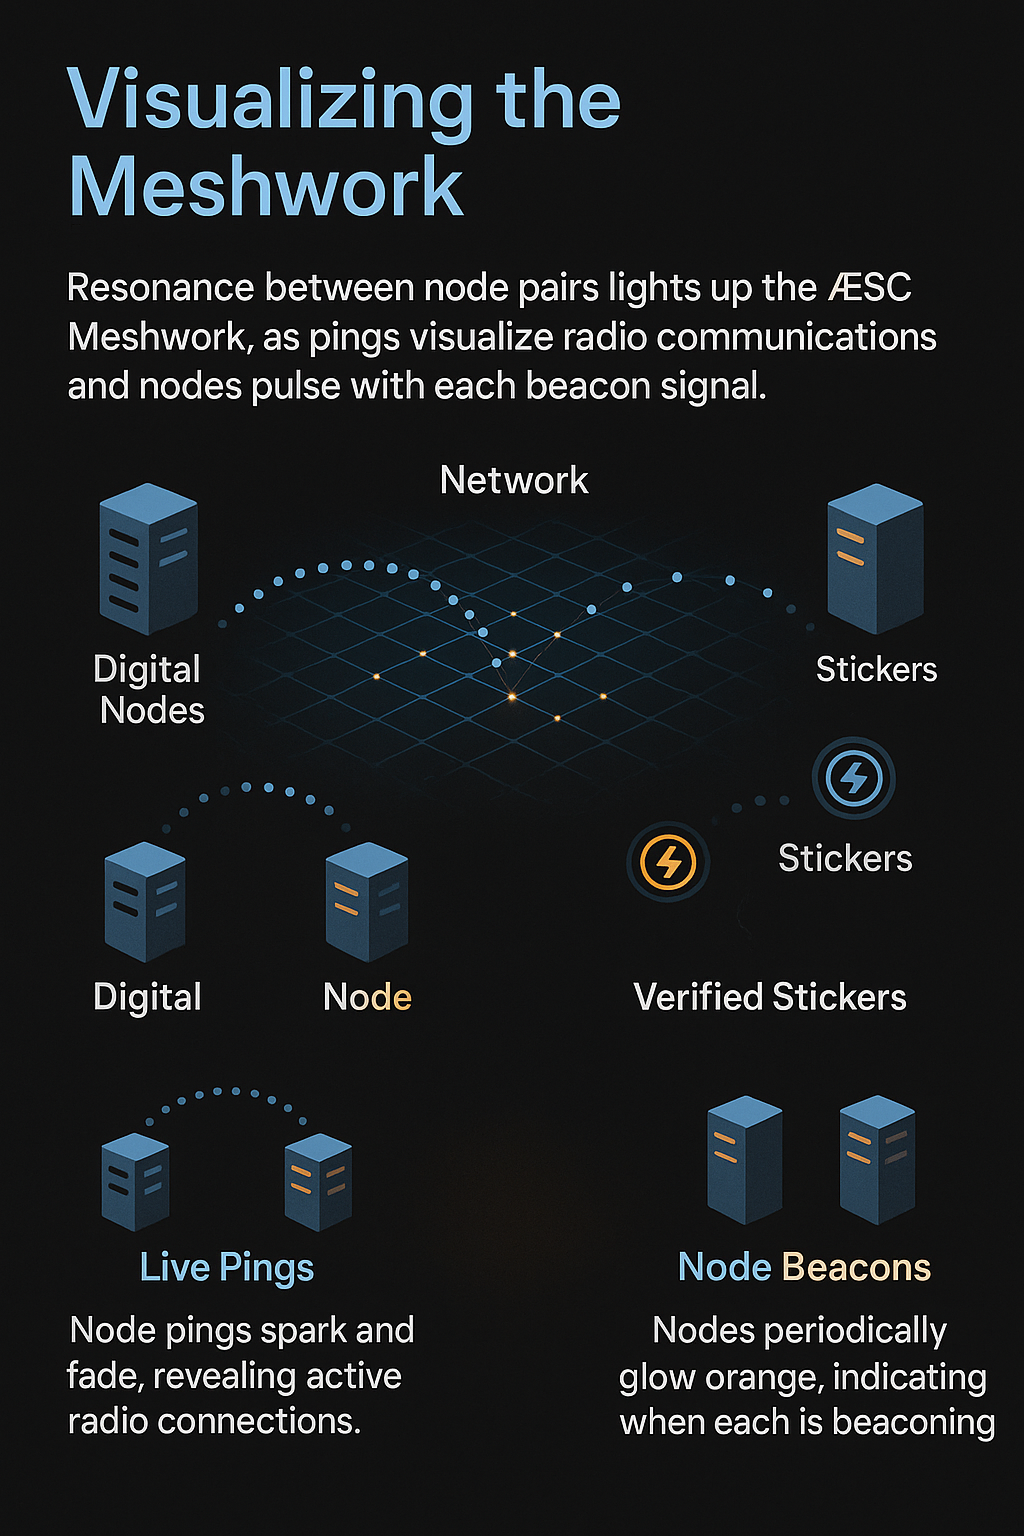 Visualizing the
Meshwork
Resonance between node pairs lights up the ÆSC
Meshwork, as pings visualize radio communications
and nodes pulse with each beacon signal.
Network
Digital
Nodes
Stickers
Stickers
Digital
Node
Verified Stickers
Live Pings
Node pings spark and
fade, revealing active
radio connections.
Node Beacons
Nodes periodically
glow orange, indicating
when each is beaconing